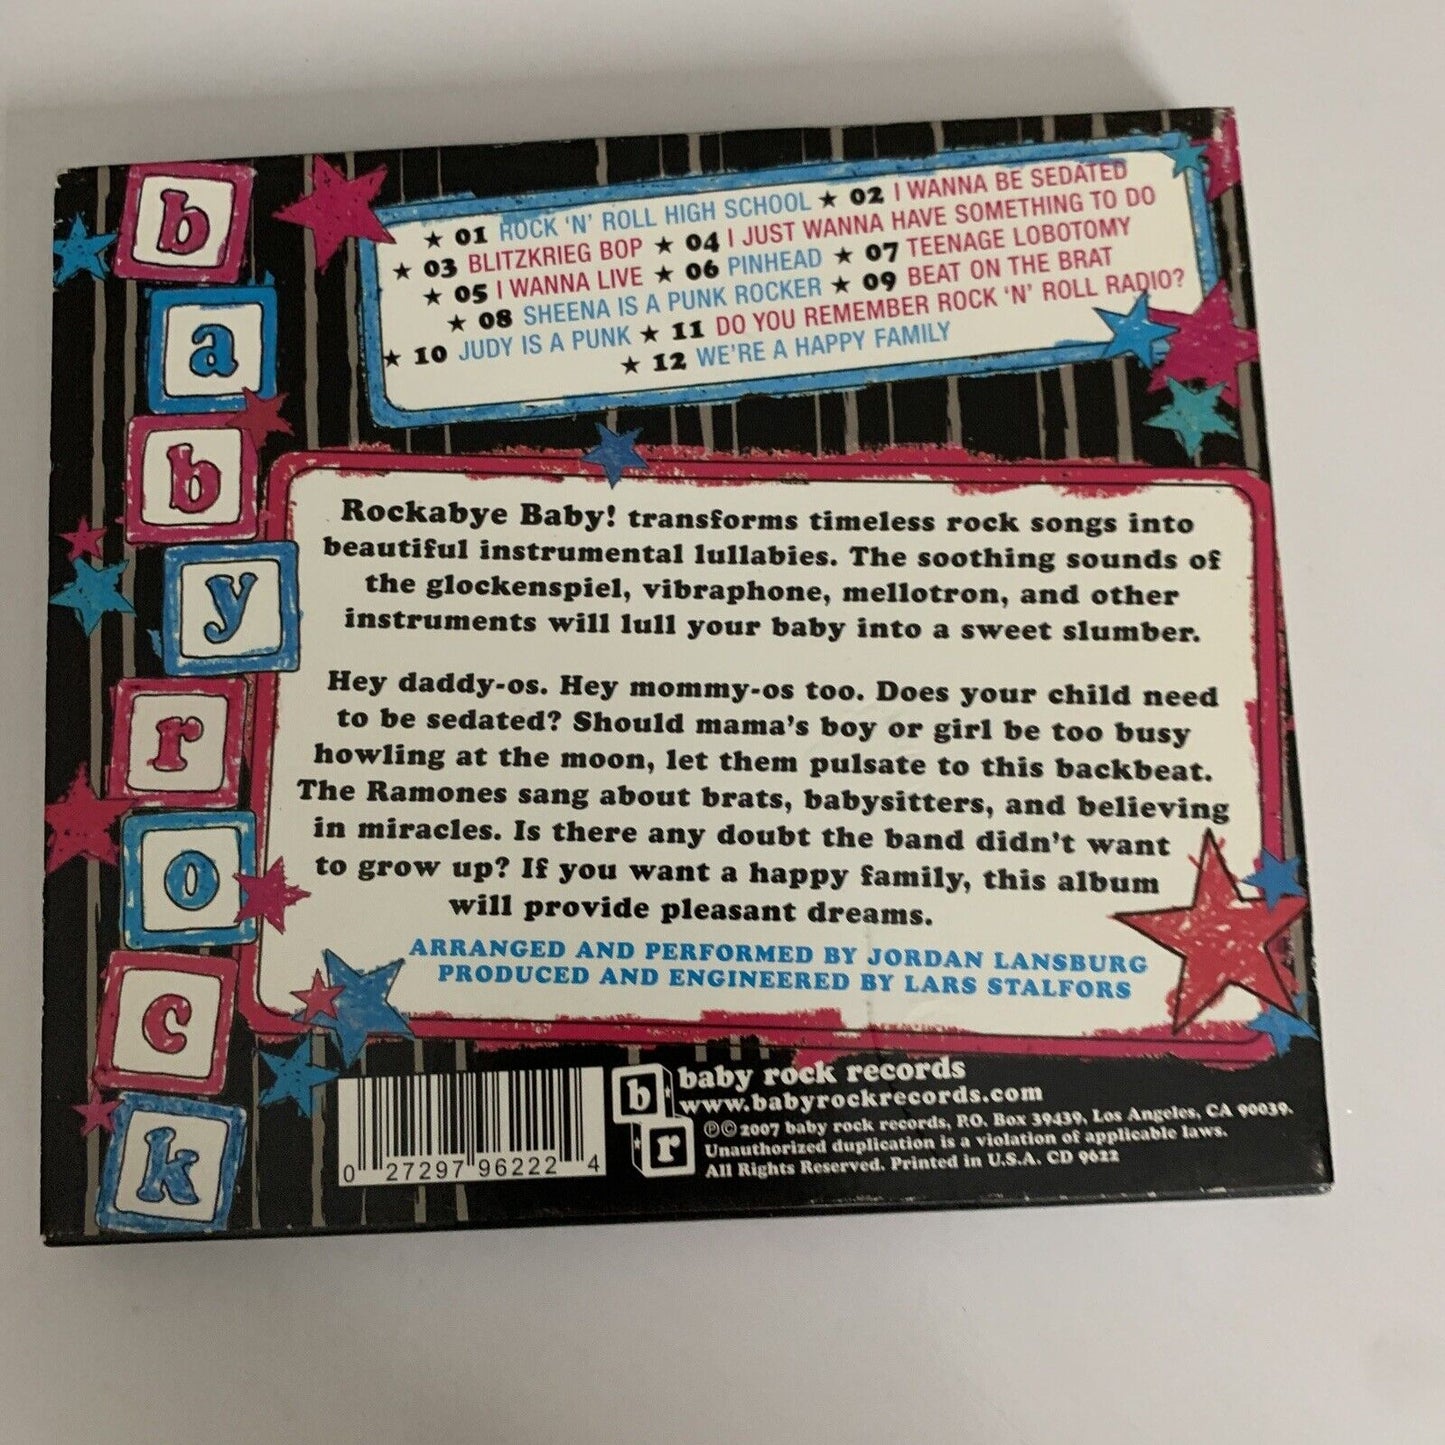 b
a
b
y
r
o
c
k
★ 01 ROCK 'N' ROLL HIGH SCHOOL ★ 02 I WANNA BE SEDATED
★ 03 BLITZKRIEG BOP ★ 04 I JUST WANNA HAVE SOMETHING TO DO
★ 05 I WANNA LIVE ★ 06 PINHEAD ★ 07 TEENAGE LOBOTOMY
★ 08 SHEENA IS A PUNK ROCKER ★ 09 BEAT ON THE BRAT
★ 10 JUDY IS A PUNK ★ 11 DO YOU REMEMBER ROCK 'N' ROLL RADIO?
★ 12 WE'RE A HAPPY FAMILY
Rockabye Baby! transforms timeless rock songs into
beautiful instrumental lullabies. The soothing sounds of
the glockenspiel, vibraphone, mellotron, and other
instruments will lull your baby into a sweet slumber.
Hey daddy-os. Hey mommy-os too. Does your child need
to be sedated? Should mama's boy or girl be too busy
howling at the moon, let them pulsate to this backbeat.
The Ramones sang about brats, babysitters, and believing
in miracles. Is there any doubt the band didn't want
to grow up? If you want a happy family, this album
will provide pleasant dreams.
ARRANGED AND PERFORMED BY JORDAN LANSBURG
PRODUCED AND ENGINEERED BY LARS STALFORS
0 27297 96222 4
b
r
baby rock records
www.babyrockrecords.com
℗© 2007 baby rock records, P.O. Box 39439, Los Angeles, CA 90039.
Unauthorized duplication is a violation of applicable laws.
All Rights Reserved. Printed in U.S.A. CD 9622